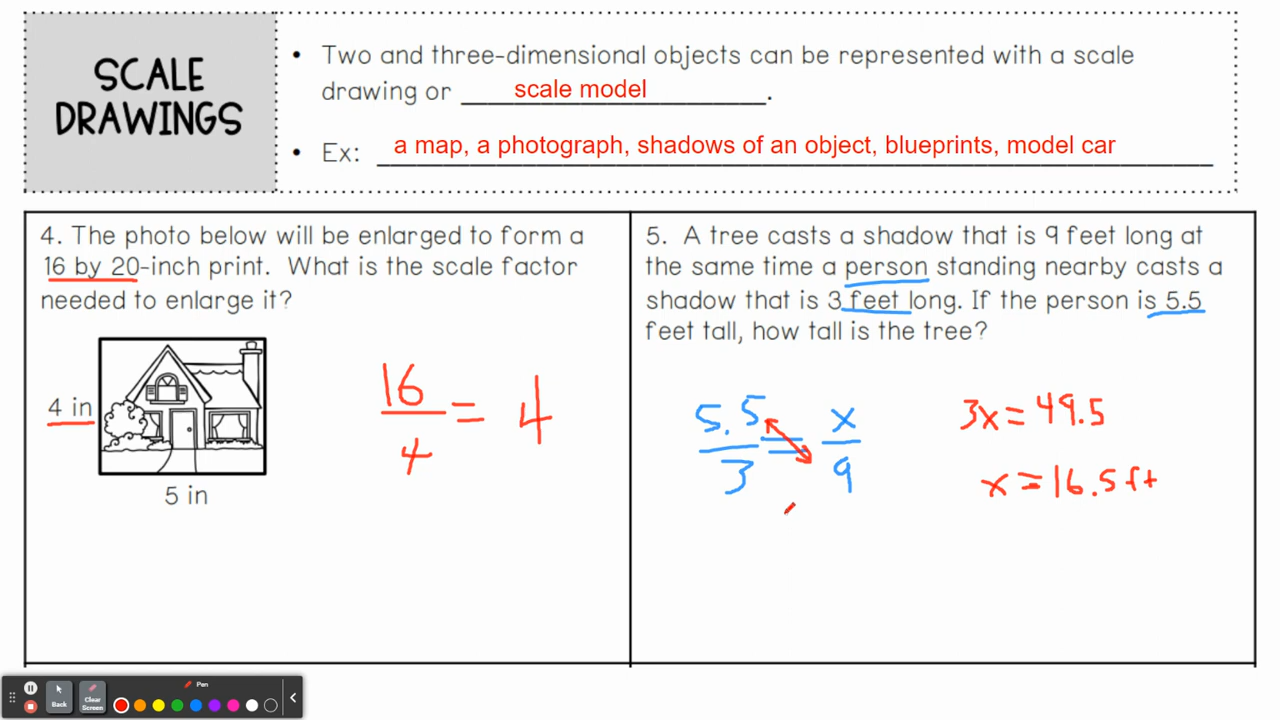 SCALE
DRAWINGS
• Two and three-dimensional objects can be represented with a scale
drawing or scale model.
• Ex: a map, a photograph, shadows of an object, blueprints, model car
4. The photo below will be enlarged to form a
16 by 20-inch print. What is the scale factor
needed to enlarge it?
4 in
5 in
16/4 = 4
5. A tree casts a shadow that is 9 feet long at
the same time a person standing nearby casts a
shadow that is 3 feet long. If the person is 5.5
feet tall, how tall is the tree?
5.5/3 = x/9
3x = 49.5
x = 16.5 ft
Pen
Back
Clear
Screen